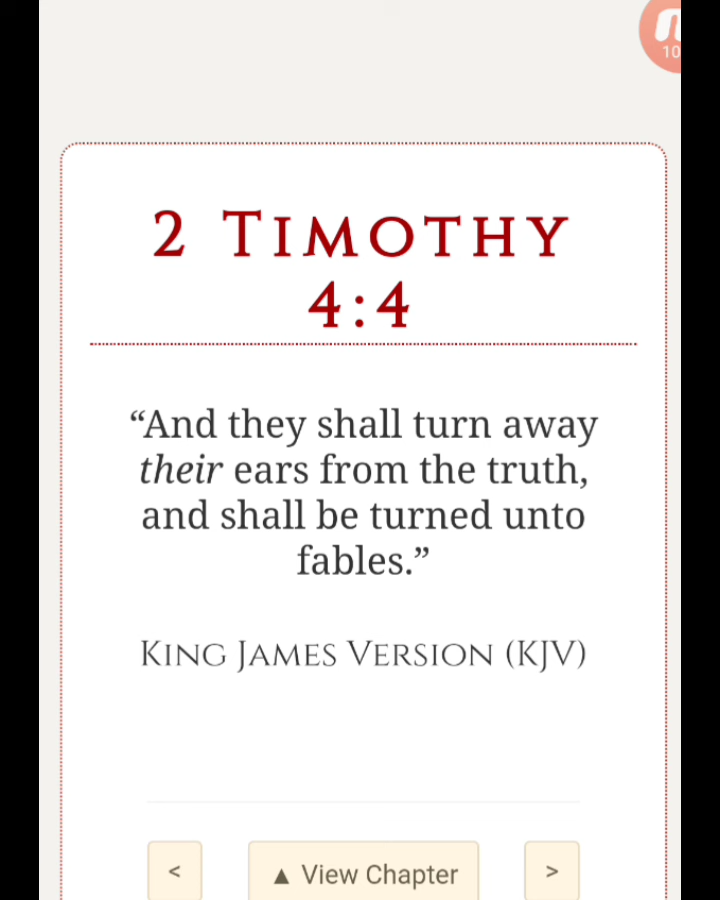 10
2 Timothy
4:4
“And they shall turn away
their ears from the truth,
and shall be turned unto
fables.”
King James Version (KJV)
<
▲ View Chapter
>